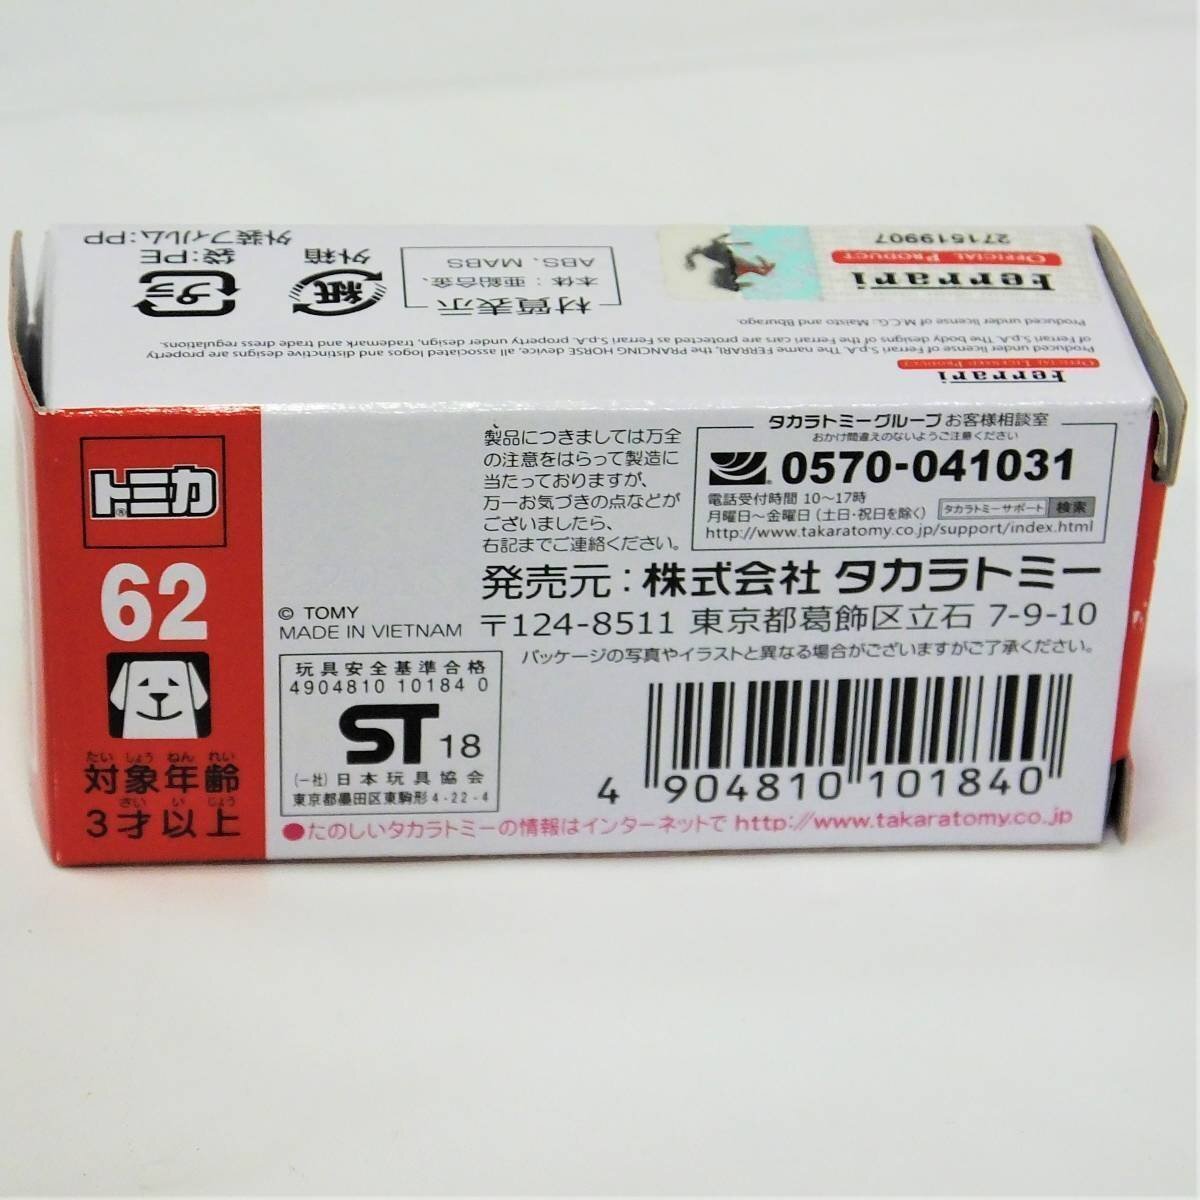 外装フィルム:PP
袋:PE
プラ
外箱
紙
材質表示
本体：亜鉛合金、
ABS、MABS
271519907
OFFICIAL PRODUCT
Ferrari
Produced under license of M.C.G.: Maisto and Bburago.
Ferrari
OFFICIAL LICENSED PRODUCT
Produced under license of Ferrari S.p.A. The name FERRARI, the PRANCING HORSE device, all associated logos and distinctive designs are property
of Ferrari S.p.A. The body designs of the Ferrari cars are protected as Ferrari S.p.A. property under design, trademark and trade dress regulations.
トミカ®
62
たいしょうねんれい
対象年齢
さいいじょう
3才以上
© TOMY
MADE IN VIETNAM
玩具安全基準合格
4904810 10184 0
ST 18
(一社)日本玩具協会
東京都墨田区東駒形4-22-4
製品につきましては万全
の注意をはらって製造に
当たっておりますが、
万一お気づきの点などが
ございましたら、
右記までご連絡ください。
タカラトミーグループお客様相談室
おかけ間違えのないようご注意ください
0570-041031
電話受付時間 10〜17時
月曜日〜金曜日(土日・祝日を除く)
タカラトミーサポート 検索
http://www.takaratomy.co.jp/support/index.html
発売元：株式会社 タカラトミー
〒124-8511 東京都葛飾区立石 7-9-10
パッケージの写真やイラストと異なる場合がございますがご了承ください。
4 904810 101840
●たのしいタカラトミーの情報はインターネットで http://www.takaratomy.co.jp